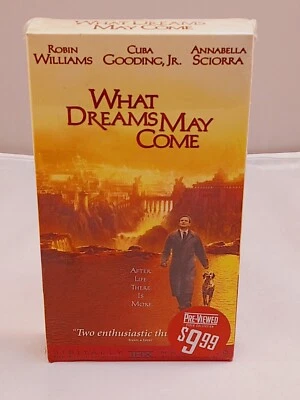 WHAT DREAMS
MAY COME
ROBIN WILLIAMS
CUBA GOODING, JR.
ANNABELLA SCIORRA
WHAT
DREAMS MAY
COME
AFTER
LIFE
THERE
IS
MORE
"Two enthusiastic thu
PRE-VIEWED
$9.99